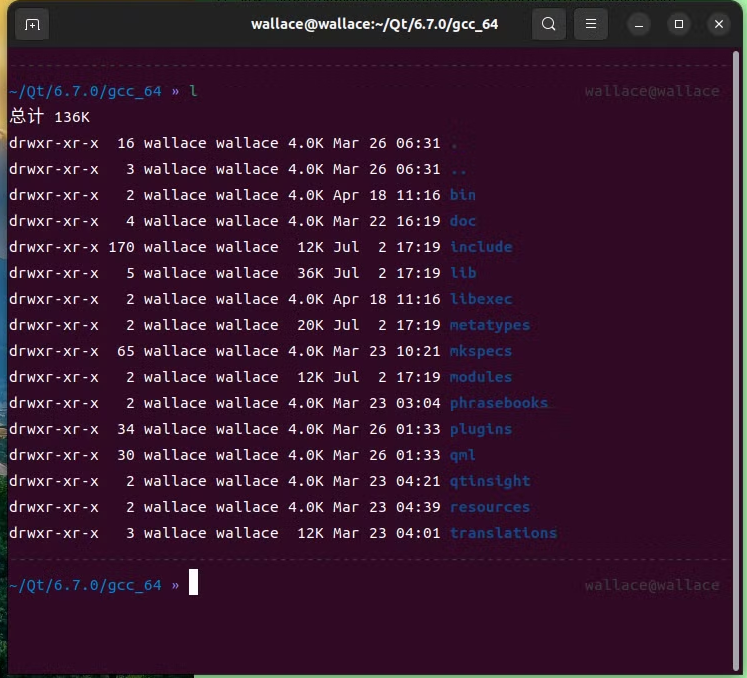 wallace@wallace:~/Qt/6.7.0/gcc_64
~/Qt/6.7.0/gcc_64 » l wallace@wallace
总计 136K
drwxr-xr-x  16 wallace wallace 4.0K Mar 26 06:31 .
drwxr-xr-x   3 wallace wallace 4.0K Mar 26 06:31 ..
drwxr-xr-x   2 wallace wallace 4.0K Apr 18 11:16 bin
drwxr-xr-x   4 wallace wallace 4.0K Mar 22 16:19 doc
drwxr-xr-x 170 wallace wallace  12K Jul  2 17:19 include
drwxr-xr-x   5 wallace wallace  36K Jul  2 17:19 lib
drwxr-xr-x   2 wallace wallace 4.0K Apr 18 11:16 libexec
drwxr-xr-x   2 wallace wallace  20K Jul  2 17:19 metatypes
drwxr-xr-x  65 wallace wallace 4.0K Mar 23 10:21 mkspecs
drwxr-xr-x   2 wallace wallace  12K Jul  2 17:19 modules
drwxr-xr-x   2 wallace wallace 4.0K Mar 23 03:04 phrasebooks
drwxr-xr-x  34 wallace wallace 4.0K Mar 26 01:33 plugins
drwxr-xr-x  30 wallace wallace 4.0K Mar 26 01:33 qml
drwxr-xr-x   2 wallace wallace 4.0K Mar 23 04:21 qtinsight
drwxr-xr-x   2 wallace wallace 4.0K Mar 23 04:39 resources
drwxr-xr-x   3 wallace wallace  12K Mar 23 04:01 translations
~/Qt/6.7.0/gcc_64 » wallace@wallace